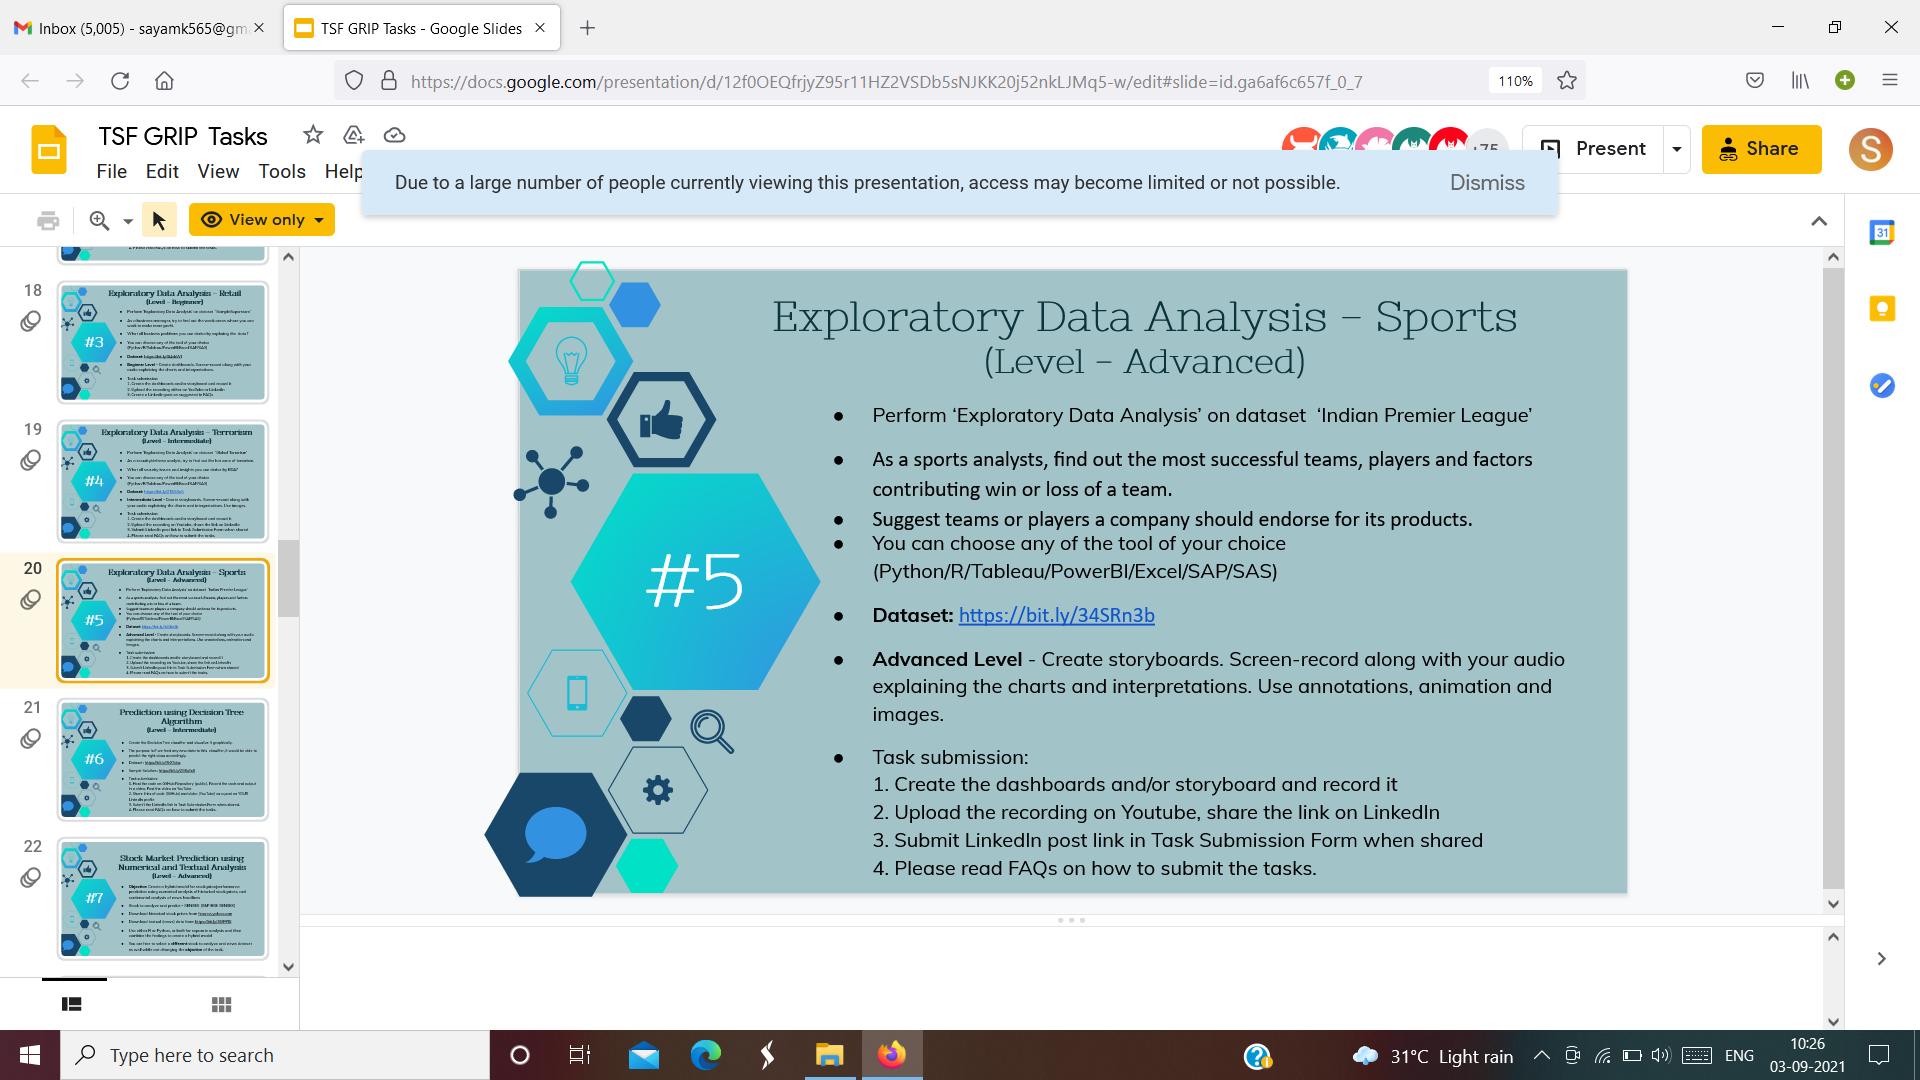 Inbox (5,005) - sayamk565@gm
TSF GRIP Tasks - Google Slides
https://docs.google.com/presentation/d/12f0OEQfrjyZ95r11HZ2VSDb5sNJKK20j52nkLJMq5-w/edit#slide=id.ga6af6c657f_0_7
110%
TSF GRIP Tasks
+75
Present
Share
S
File Edit View Tools Help
Due to a large number of people currently viewing this presentation, access may become limited or not possible.
Dismiss
View only
31
18
Exploratory Data Analysis - Retail
(Level - Beginner)
#3
19
Exploratory Data Analysis - Terrorism
(Level - Intermediate)
#4
20
Exploratory Data Analysis - Sports
(Level - Advanced)
#5
21
Prediction using Decision Tree
Algorithm
(Level - Intermediate)
#6
22
Stock Market Prediction using
Numerical and Textual Analysis
(Level - Advanced)
#7
Exploratory Data Analysis – Sports
(Level – Advanced)
#5
● Perform ‘Exploratory Data Analysis’ on dataset ‘Indian Premier League’
● As a sports analysts, find out the most successful teams, players and factors
contributing win or loss of a team.
● Suggest teams or players a company should endorse for its products.
● You can choose any of the tool of your choice
(Python/R/Tableau/PowerBI/Excel/SAP/SAS)
● Dataset: https://bit.ly/34SRn3b
● Advanced Level - Create storyboards. Screen-record along with your audio
explaining the charts and interpretations. Use annotations, animation and
images.
● Task submission:
1. Create the dashboards and/or storyboard and record it
2. Upload the recording on Youtube, share the link on LinkedIn
3. Submit LinkedIn post link in Task Submission Form when shared
4. Please read FAQs on how to submit the tasks.
Type here to search
31°C Light rain
ENG
10:26
03-09-2021